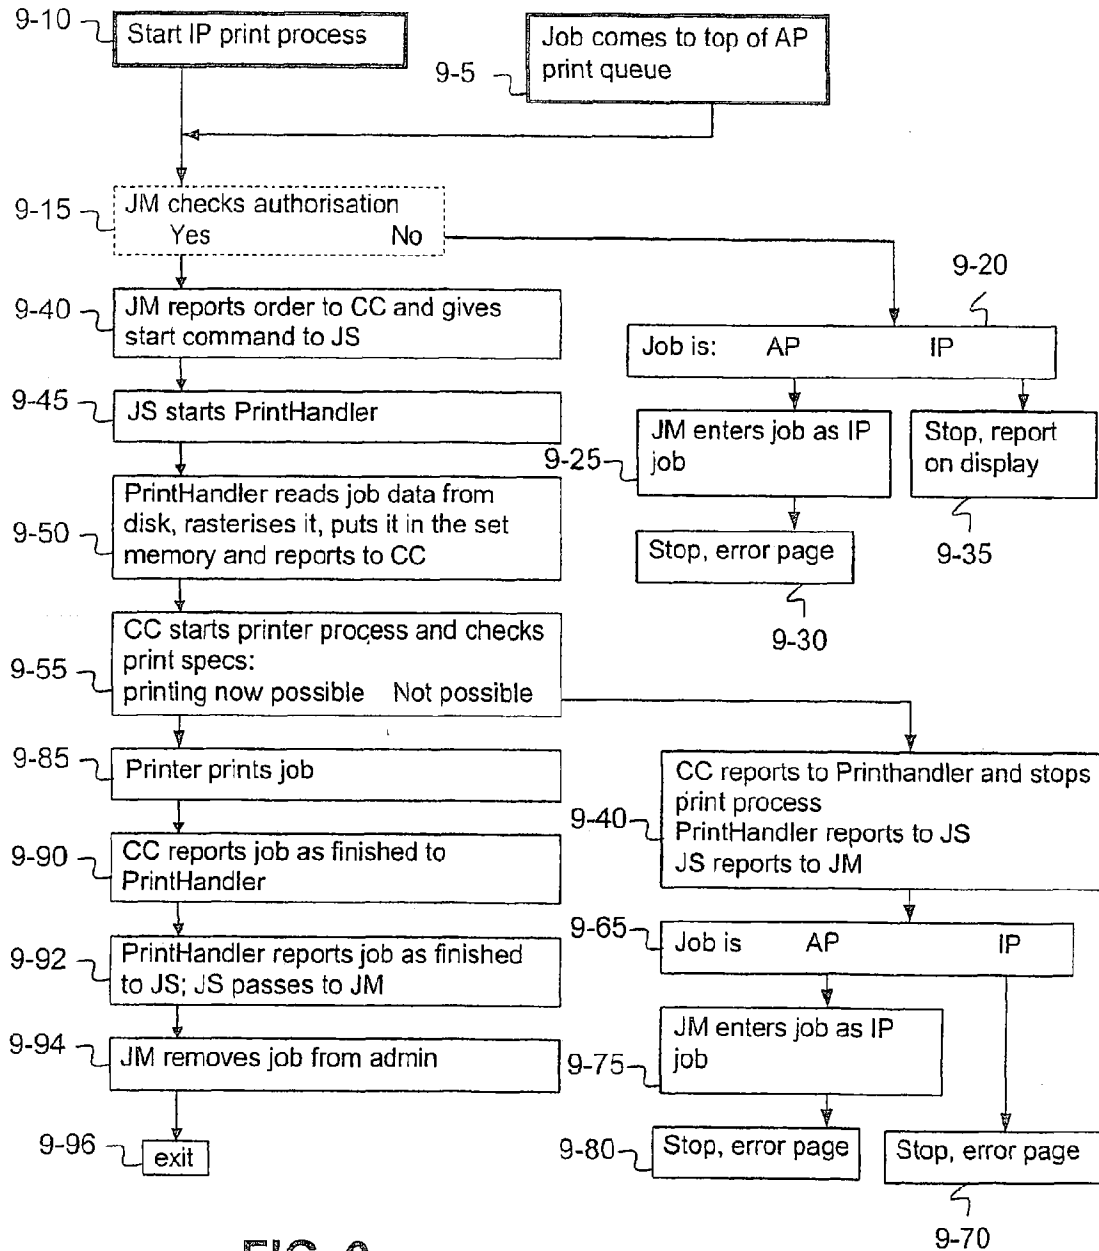 9-10
Start IP print process
Job comes to top of AP
print queue
9-5
9-15
JM checks authorisation
Yes No
9-20
9-40
JM reports order to CC and gives
start command to JS
Job is: AP IP
9-45
JS starts PrintHandler
JM enters job as IP
job
9-25
Stop, report
on display
9-35
9-50
PrintHandler reads job data from
disk, rasterises it, puts it in the set
memory and reports to CC
Stop, error page
9-30
9-55
CC starts printer process and checks
print specs:
printing now possible Not possible
9-85
Printer prints job
CC reports to Printhandler and stops
print process
PrintHandler reports to JS
JS reports to JM
9-40
9-90
CC reports job as finished to
PrintHandler
9-65
Job is AP IP
9-92
PrintHandler reports job as finished
to JS; JS passes to JM
JM enters job as IP
job
9-75
9-94
JM removes job from admin
9-96
exit
9-80
Stop, error page
Stop, error page
9-70